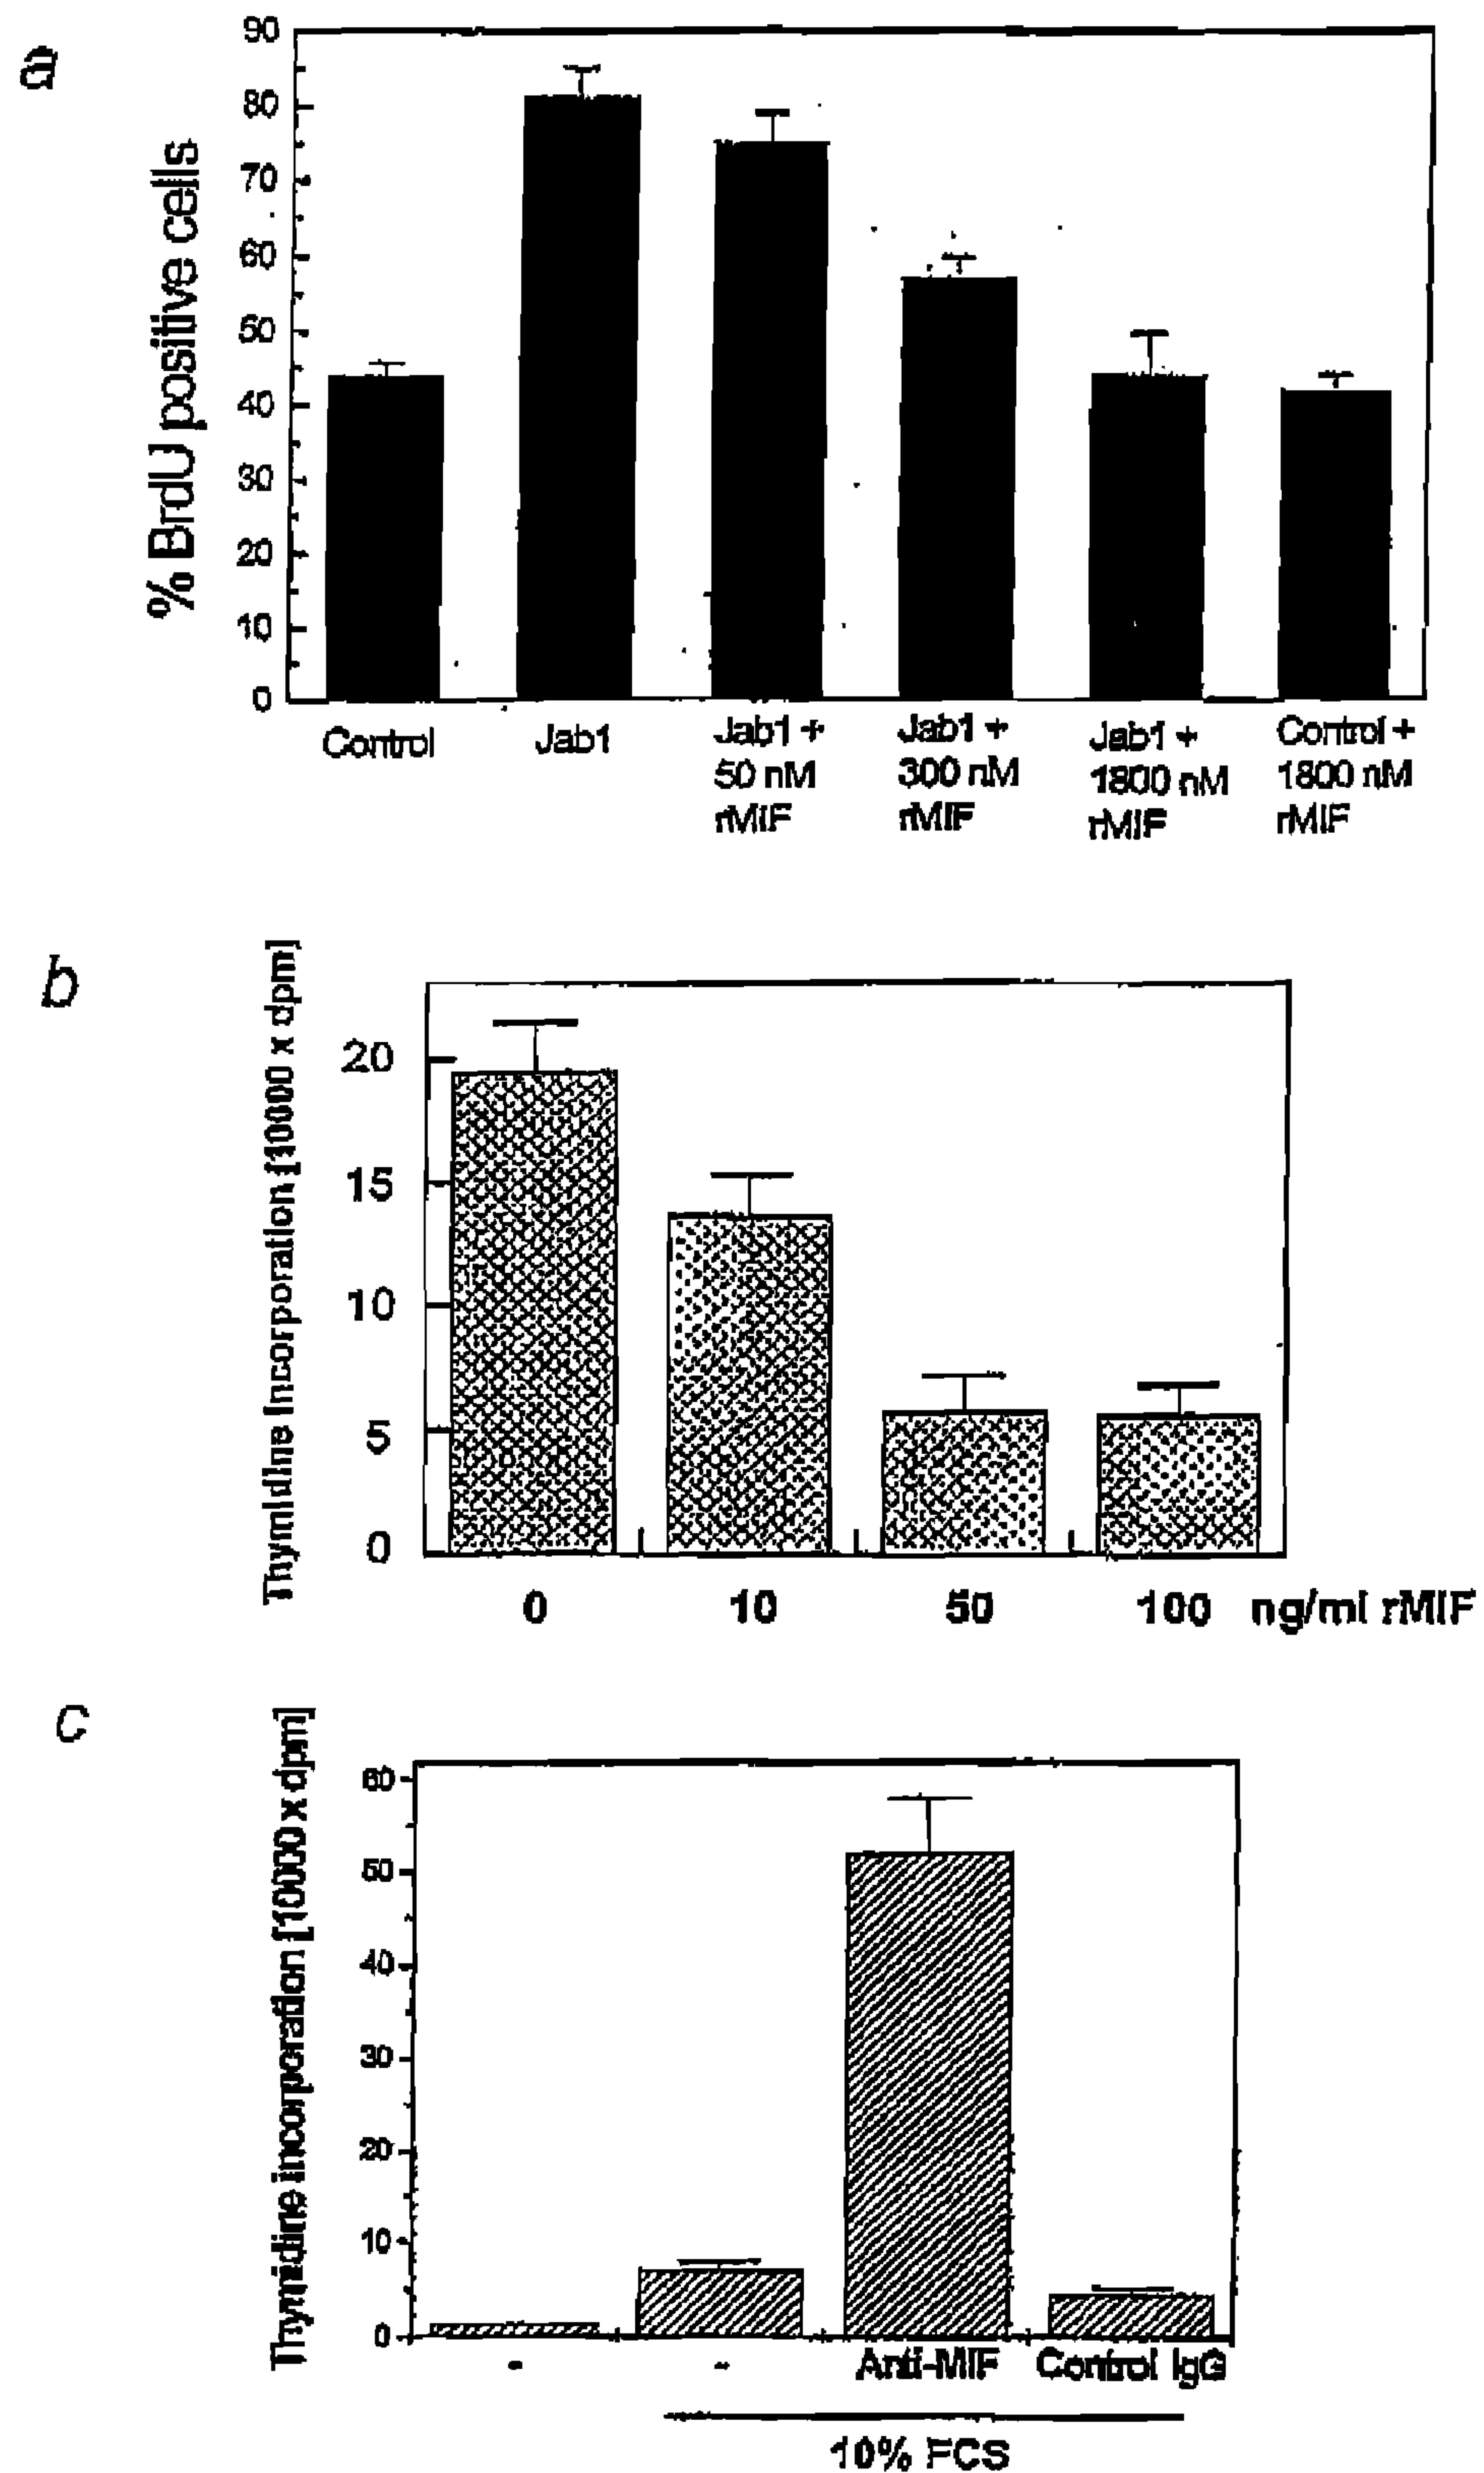 a
% BrdU positive cells
90
80
70
60
50
40
30
20
10
0
Control
Jab1
Jab1 +
50 nM
rMIF
Jab1 +
300 nM
rMIF
Jab1 +
1800 nM
rMIF
Control +
1800 nM
rMIF
b
Thymidine Incorporation [10000 x dpm]
20
15
10
5
0
0 10 50 100 ng/ml rMIF
c
Thymidine incorporation [10000 x dpm]
60
50
40
30
20
10
0
- - Anti-MIF Control IgG
10% FCS